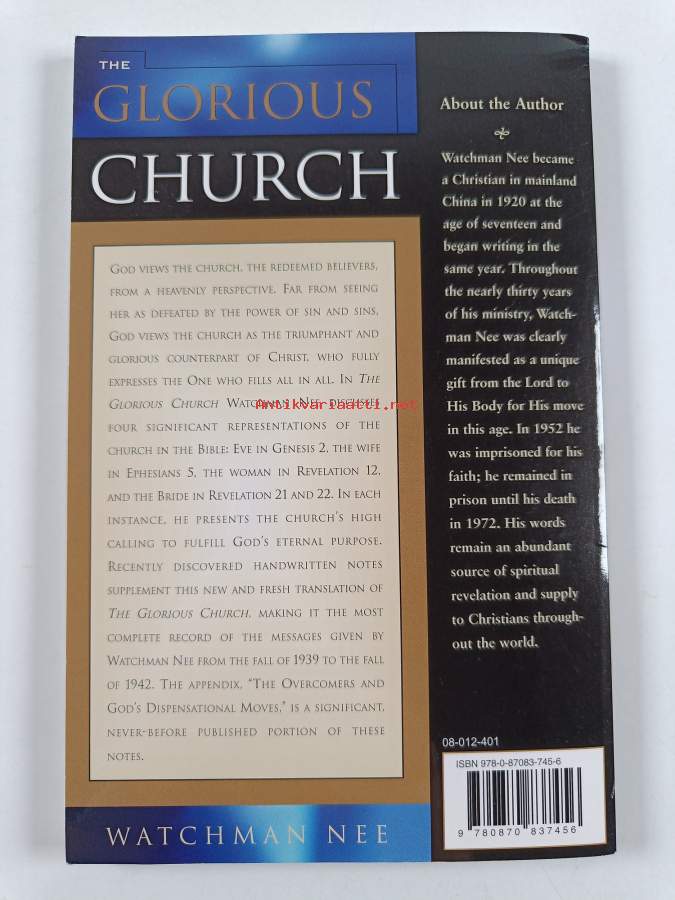 THE
GLORIOUS
CHURCH
GOD VIEWS THE CHURCH, THE REDEEMED BELIEVERS,
FROM A HEAVENLY PERSPECTIVE. FAR FROM SEEING
HER AS DEFEATED BY THE POWER OF SIN AND SINS,
GOD VIEWS THE CHURCH AS THE TRIUMPHANT AND
GLORIOUS COUNTERPART OF CHRIST, WHO FULLY
EXPRESSES THE ONE WHO FILLS ALL IN ALL. IN THE
GLORIOUS CHURCH WATCHMAN NEE DISCUSSES
FOUR SIGNIFICANT REPRESENTATIONS OF THE
CHURCH IN THE BIBLE: EVE IN GENESIS 2, THE WIFE
IN EPHESIANS 5, THE WOMAN IN REVELATION 12,
AND THE BRIDE IN REVELATION 21 AND 22. IN EACH
INSTANCE, HE PRESENTS THE CHURCH'S HIGH
CALLING TO FULFILL GOD'S ETERNAL PURPOSE.
RECENTLY DISCOVERED HANDWRITTEN NOTES
SUPPLEMENT THIS NEW AND FRESH TRANSLATION OF
THE GLORIOUS CHURCH, MAKING IT THE MOST
COMPLETE RECORD OF THE MESSAGES GIVEN BY
WATCHMAN NEE FROM THE FALL OF 1939 TO THE FALL
OF 1942. THE APPENDIX, "THE OVERCOMERS AND
GOD'S DISPENSATIONAL MOVES," IS A SIGNIFICANT,
NEVER-BEFORE PUBLISHED PORTION OF THESE
NOTES.
WATCHMAN NEE
About the Author
Watchman Nee became
a Christian in mainland
China in 1920 at the
age of seventeen and
began writing in the
same year. Throughout
the nearly thirty years
of his ministry, Watch-
man Nee was clearly
manifested as a unique
gift from the Lord to
His Body for His move
in this age. In 1952 he
was imprisoned for his
faith; he remained in
prison until his death
in 1972. His words
remain an abundant
source of spiritual
revelation and supply
to Christians through-
out the world.
08-012-401
ISBN 978-0-87083-745-6
9 780870 837456
antikvariaatti.net